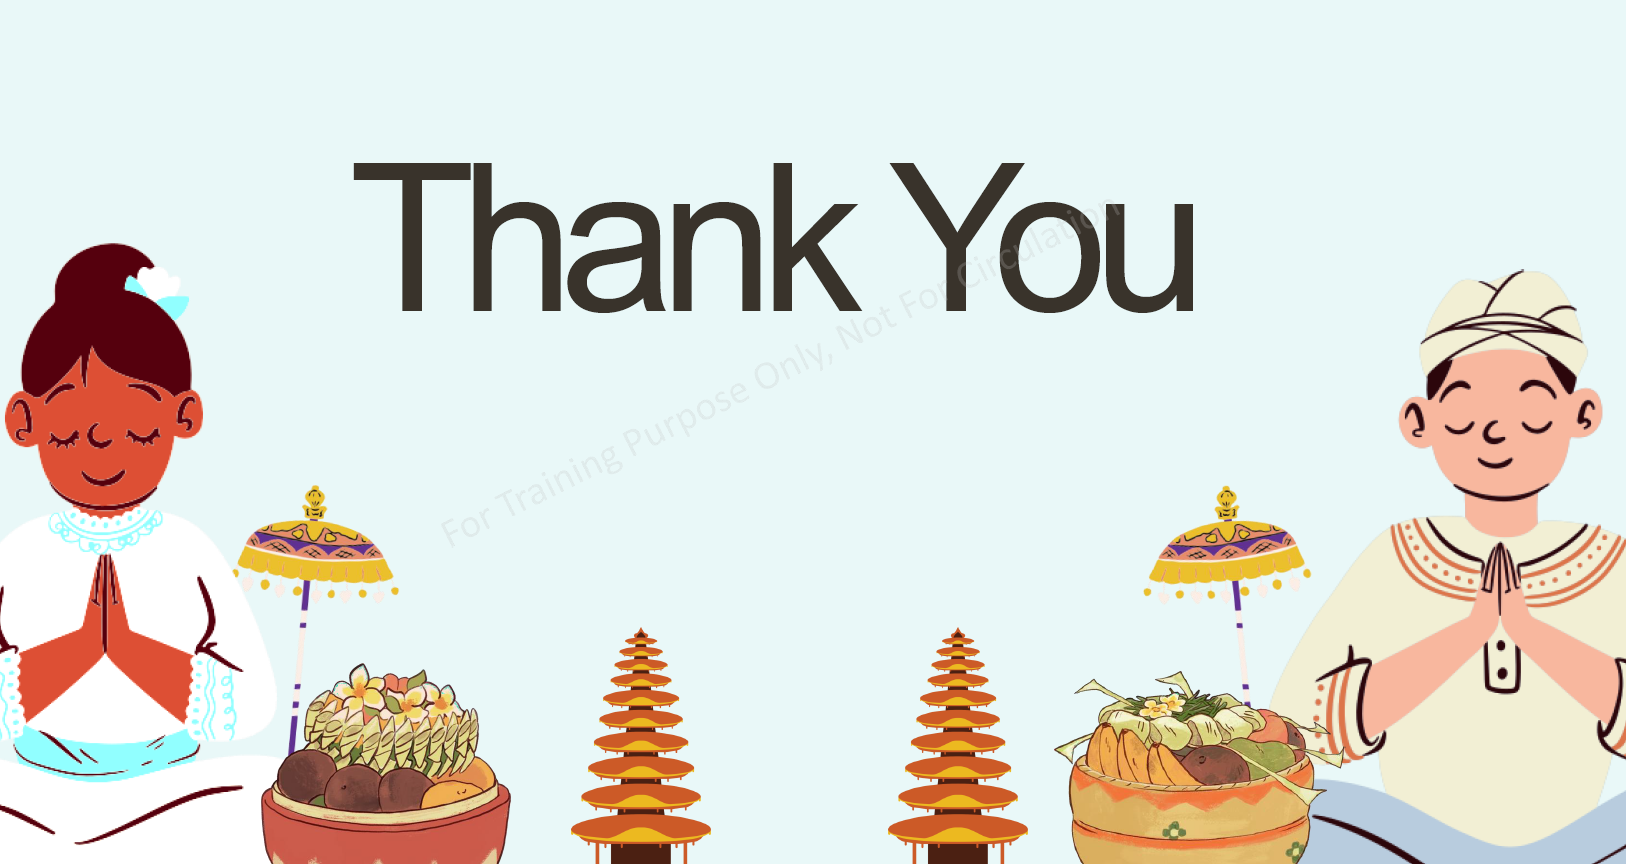 Thank You
For Training Purpose Only, Not For Circulation